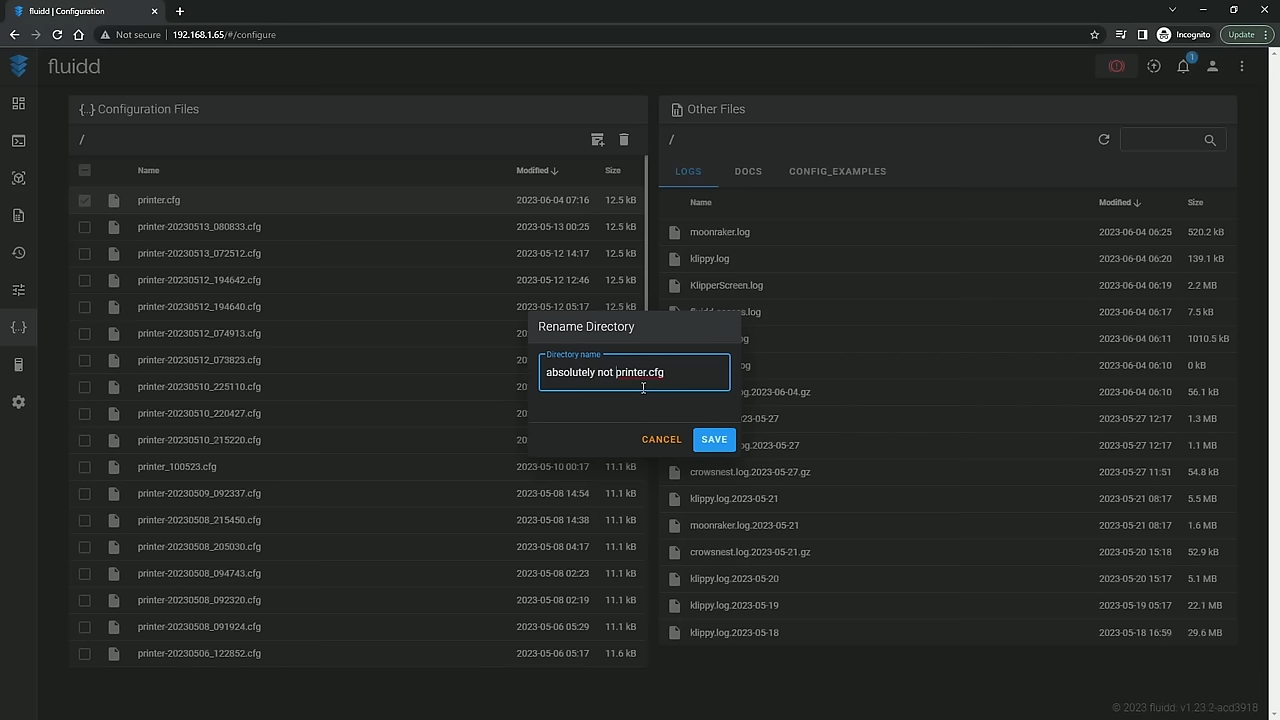 fluidd | Configuration
Not secure
192.168.1.65/#/configure
Incognito
Update
fluidd
1
{..} Configuration Files
/
Name Modified Size
printer.cfg 2023-06-04 07:16 12.5 kB
printer-20230513_080833.cfg 2023-05-13 00:25 12.5 kB
printer-20230513_072512.cfg 2023-05-12 14:17 12.5 kB
printer-20230512_194642.cfg 2023-05-12 12:46 12.5 kB
printer-20230512_194640.cfg 2023-05-12 05:17 12.5 kB
printer-20230512_074913.cfg
printer-20230512_073823.cfg
printer-20230510_225110.cfg
printer-20230510_220427.cfg
printer-20230510_215220.cfg
printer_100523.cfg 2023-05-10 00:17 11.1 kB
printer-20230509_092337.cfg 2023-05-08 14:54 11.1 kB
printer-20230508_215450.cfg 2023-05-08 14:38 11.1 kB
printer-20230508_205030.cfg 2023-05-08 04:17 11.1 kB
printer-20230508_094743.cfg 2023-05-08 02:23 11.1 kB
printer-20230508_092320.cfg 2023-05-08 02:19 11.1 kB
printer-20230508_091924.cfg 2023-05-06 05:29 11.1 kB
printer-20230506_122852.cfg 2023-05-06 05:17 11.6 kB
Rename Directory
Directory name
absolutely not printer.cfg
CANCEL SAVE
Other Files
/
LOGS DOCS CONFIG_EXAMPLES
Name Modified Size
moonraker.log 2023-06-04 06:25 520.2 kB
klippy.log 2023-06-04 06:20 139.1 kB
KlipperScreen.log 2023-06-04 06:19 2.2 MB
.log 2023-06-04 06:17 7.5 kB
og 2023-06-04 06:11 1010.5 kB
og 2023-06-04 06:10 0 kB
og.2023-06-04.gz 2023-06-04 06:10 56.1 kB
2023-05-27 2023-05-27 12:17 1.3 MB
og.2023-05-27 2023-05-27 12:17 1.1 MB
crowsnest.log.2023-05-27.gz 2023-05-27 11:51 54.8 kB
klippy.log.2023-05-21 2023-05-21 08:17 5.5 MB
moonraker.log.2023-05-21 2023-05-21 08:17 1.6 MB
crowsnest.log.2023-05-21.gz 2023-05-20 15:18 52.9 kB
klippy.log.2023-05-20 2023-05-20 15:17 5.1 MB
klippy.log.2023-05-19 2023-05-19 05:17 22.1 MB
klippy.log.2023-05-18 2023-05-18 16:59 29.6 MB
© 2023 fluidd: v1.23.2-acd3918